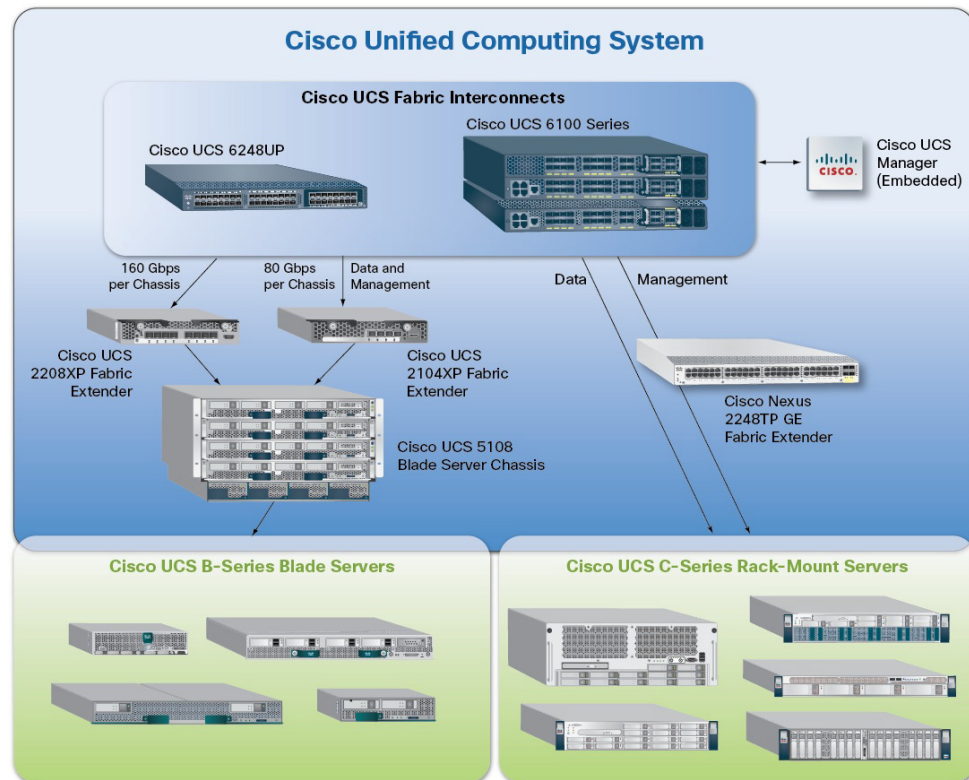 Cisco Unified Computing System
Cisco UCS Fabric Interconnects
Cisco UCS 6248UP
Cisco UCS 6100 Series
CISCO
Cisco UCS
Manager
(Embedded)
160 Gbps
per Chassis
80 Gbps
per Chassis
Data and
Management
Data
Management
Cisco UCS
2208XP Fabric
Extender
Cisco UCS
2104XP Fabric
Extender
Cisco Nexus
2248TP GE
Fabric Extender
Cisco UCS 5108
Blade Server Chassis
Cisco UCS B-Series Blade Servers
Cisco UCS C-Series Rack-Mount Servers